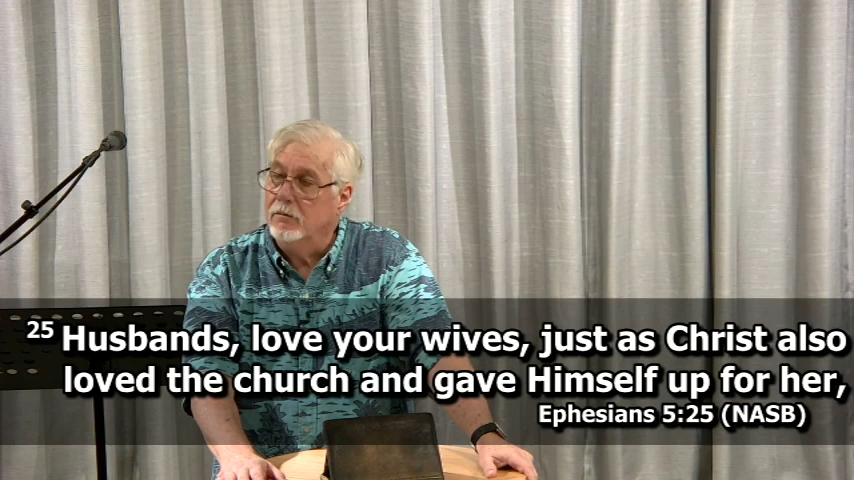 25 Husbands, love your wives, just as Christ also
loved the church and gave Himself up for her,
Ephesians 5:25 (NASB)